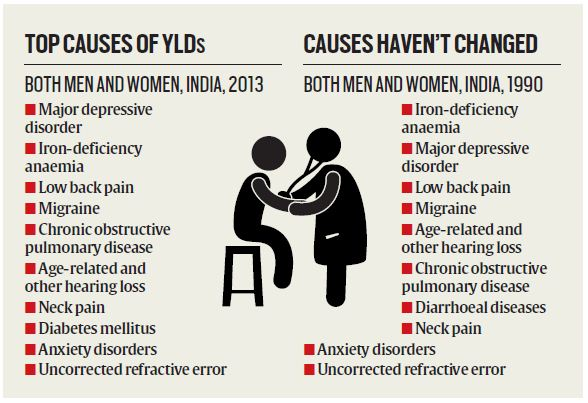 TOP CAUSES OF YLDs
BOTH MEN AND WOMEN, INDIA, 2013
Major depressive
disorder
Iron-deficiency
anaemia
Low back pain
Migraine
Chronic obstructive
pulmonary disease
Age-related and
other hearing loss
Neck pain
Diabetes mellitus
Anxiety disorders
Uncorrected refractive error
CAUSES HAVEN'T CHANGED
BOTH MEN AND WOMEN, INDIA, 1990
Iron-deficiency
anaemia
Major depressive
disorder
Low back pain
Migraine
Age-related and
other hearing loss
Chronic obstructive
pulmonary disease
Diarrhoeal diseases
Neck pain
Anxiety disorders
Uncorrected refractive error